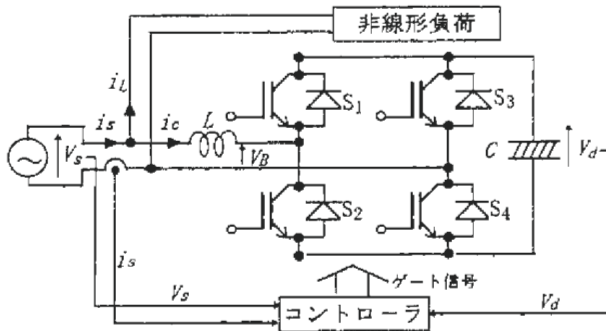 非線形負荷
i_L
i_s
i_c
L
V_s
V_B
S_1
S_3
C
V_d
S_2
S_4
i_s
ゲート信号
V_s
コントローラ
V_d